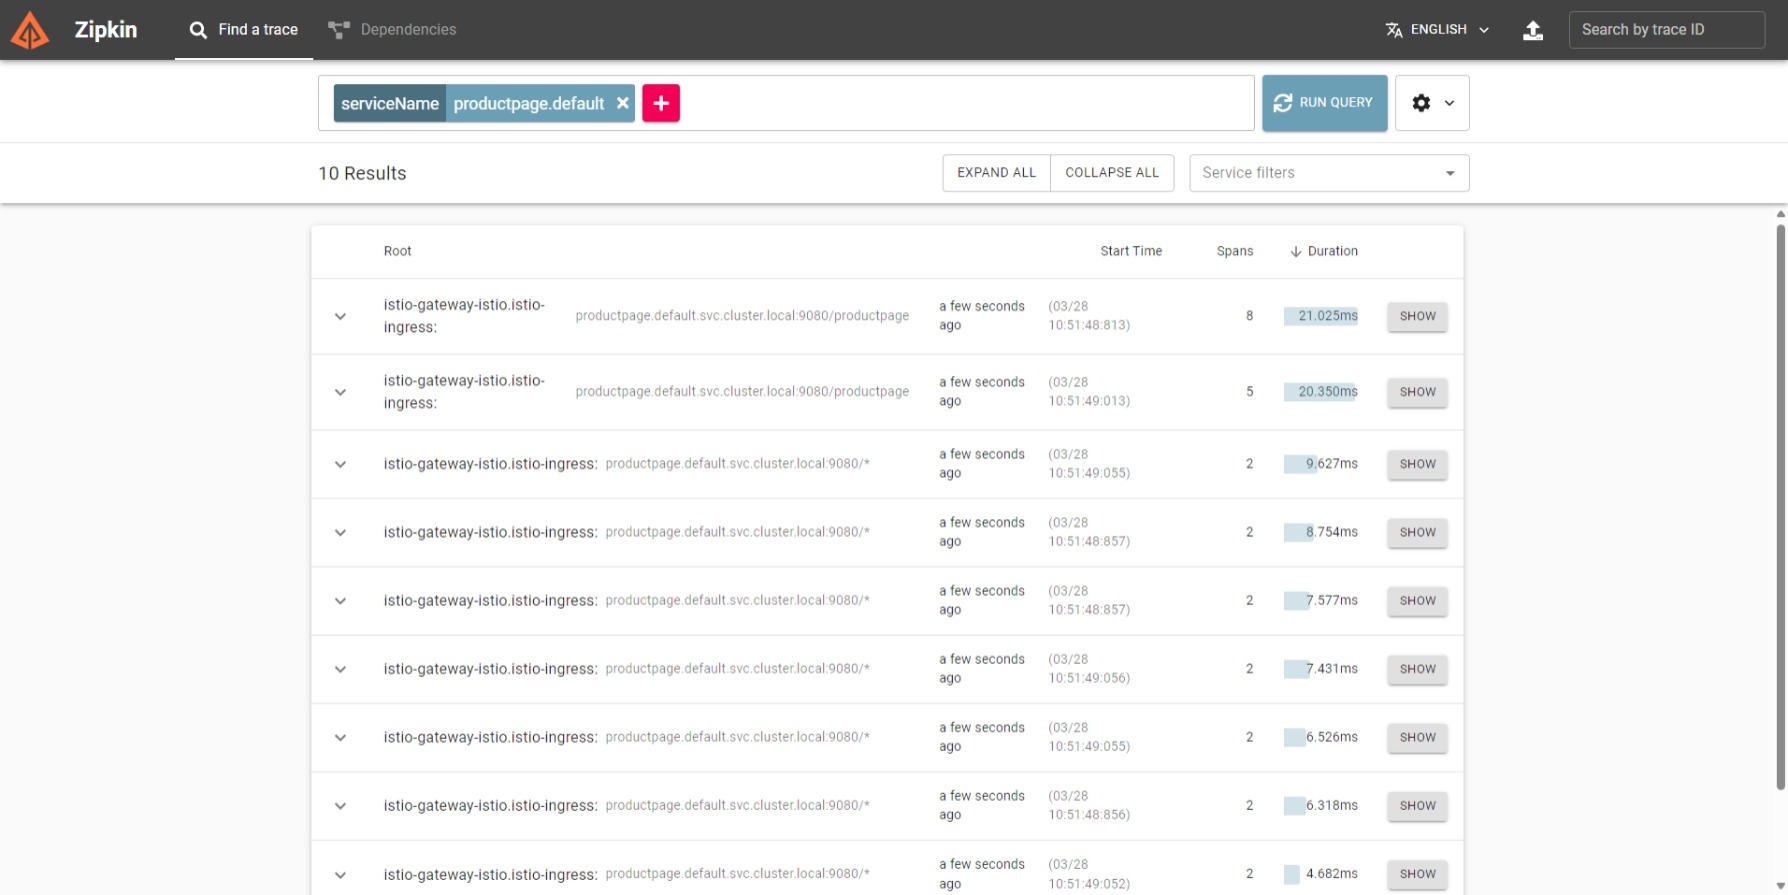 Zipkin
Find a trace
Dependencies
ENGLISH
Search by trace ID
serviceName productpage.default
RUN QUERY
10 Results
EXPAND ALL
COLLAPSE ALL
Service filters
Root Start Time Spans Duration
istio-gateway-istio.istio-
ingress:
productpage.default.svc.cluster.local:9080/productpage
a few seconds
ago
(03/28
10:51:48:813)
8
21.025ms
SHOW
istio-gateway-istio.istio-
ingress:
productpage.default.svc.cluster.local:9080/productpage
a few seconds
ago
(03/28
10:51:49:013)
5
20.350ms
SHOW
istio-gateway-istio.istio-ingress: productpage.default.svc.cluster.local:9080/*
a few seconds
ago
(03/28
10:51:49:055)
2
9.627ms
SHOW
istio-gateway-istio.istio-ingress: productpage.default.svc.cluster.local:9080/*
a few seconds
ago
(03/28
10:51:48:857)
2
8.754ms
SHOW
istio-gateway-istio.istio-ingress: productpage.default.svc.cluster.local:9080/*
a few seconds
ago
(03/28
10:51:48:857)
2
7.577ms
SHOW
istio-gateway-istio.istio-ingress: productpage.default.svc.cluster.local:9080/*
a few seconds
ago
(03/28
10:51:49:056)
2
7.431ms
SHOW
istio-gateway-istio.istio-ingress: productpage.default.svc.cluster.local:9080/*
a few seconds
ago
(03/28
10:51:49:055)
2
6.526ms
SHOW
istio-gateway-istio.istio-ingress: productpage.default.svc.cluster.local:9080/*
a few seconds
ago
(03/28
10:51:48:856)
2
6.318ms
SHOW
istio-gateway-istio.istio-ingress: productpage.default.svc.cluster.local:9080/*
a few seconds
ago
(03/28
10:51:49:052)
2
4.682ms
SHOW